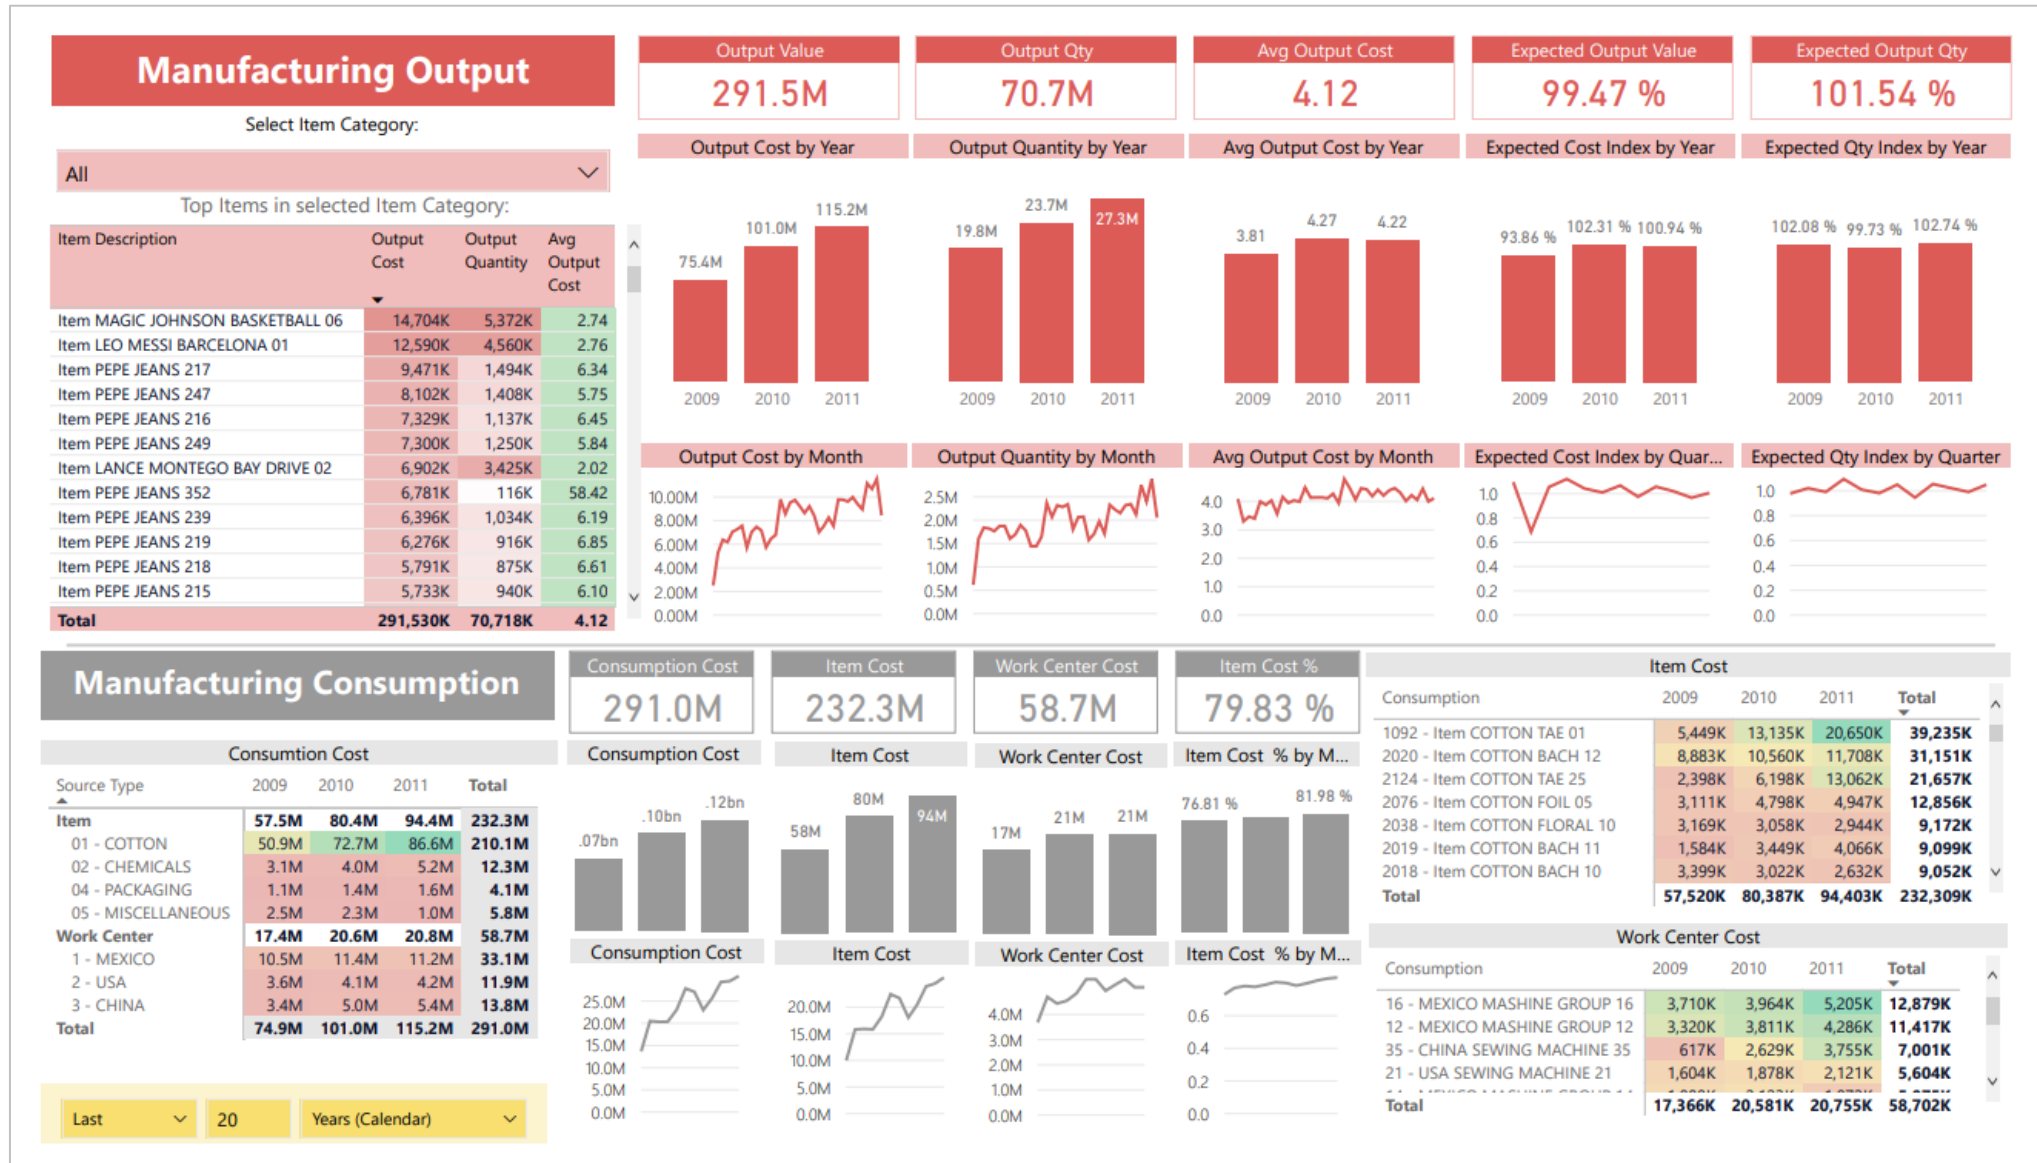 Manufacturing Output
Select Item Category:
All
Top Items in selected Item Category:
Item Description Output Cost Output Quantity Avg Output Cost
Item MAGIC JOHNSON BASKETBALL 06 14,704K 5,372K 2.74
Item LEO MESSI BARCELONA 01 12,590K 4,560K 2.76
Item PEPE JEANS 217 9,471K 1,494K 6.34
Item PEPE JEANS 247 8,102K 1,408K 5.75
Item PEPE JEANS 216 7,329K 1,137K 6.45
Item PEPE JEANS 249 7,300K 1,250K 5.84
Item LANCE MONTEGO BAY DRIVE 02 6,902K 3,425K 2.02
Item PEPE JEANS 352 6,781K 116K 58.42
Item PEPE JEANS 239 6,396K 1,034K 6.19
Item PEPE JEANS 219 6,276K 916K 6.85
Item PEPE JEANS 218 5,791K 875K 6.61
Item PEPE JEANS 215 5,733K 940K 6.10
Total 291,530K 70,718K 4.12
Output Value
291.5M
Output Qty
70.7M
Avg Output Cost
4.12
Expected Output Value
99.47 %
Expected Output Qty
101.54 %
Output Cost by Year
75.4M 101.0M 115.2M
2009 2010 2011
Output Quantity by Year
19.8M 23.7M 27.3M
2009 2010 2011
Avg Output Cost by Year
3.81 4.27 4.22
2009 2010 2011
Expected Cost Index by Year
93.86 % 102.31 % 100.94 %
2009 2010 2011
Expected Qty Index by Year
102.08 % 99.73 % 102.74 %
2009 2010 2011
Output Cost by Month
10.00M
8.00M
6.00M
4.00M
2.00M
0.00M
Output Quantity by Month
2.5M
2.0M
1.5M
1.0M
0.5M
0.0M
Avg Output Cost by Month
4.0
3.0
2.0
1.0
0.0
Expected Cost Index by Quar...
1.0
0.8
0.6
0.4
0.2
0.0
Expected Qty Index by Quarter
1.0
0.8
0.6
0.4
0.2
0.0
Manufacturing Consumption
Consumtion Cost
Source Type 2009 2010 2011 Total
Item 57.5M 80.4M 94.4M 232.3M
01 - COTTON 50.9M 72.7M 86.6M 210.1M
02 - CHEMICALS 3.1M 4.0M 5.2M 12.3M
04 - PACKAGING 1.1M 1.4M 1.6M 4.1M
05 - MISCELLANEOUS 2.5M 2.3M 1.0M 5.8M
Work Center 17.4M 20.6M 20.8M 58.7M
1 - MEXICO 10.5M 11.4M 11.2M 33.1M
2 - USA 3.6M 4.1M 4.2M 11.9M
3 - CHINA 3.4M 5.0M 5.4M 13.8M
Total 74.9M 101.0M 115.2M 291.0M
Last 20 Years (Calendar)
Consumption Cost
291.0M
Item Cost
232.3M
Work Center Cost
58.7M
Item Cost %
79.83 %
Consumption Cost
.07bn .10bn .12bn
Item Cost
58M 80M 94M
Work Center Cost
17M 21M 21M
Item Cost % by M...
76.81 % 81.98 %
Consumption Cost
25.0M
20.0M
15.0M
10.0M
5.0M
0.0M
Item Cost
20.0M
15.0M
10.0M
5.0M
0.0M
Work Center Cost
4.0M
3.0M
2.0M
1.0M
0.0M
Item Cost % by M...
0.6
0.4
0.2
0.0
Item Cost
Consumption 2009 2010 2011 Total
1092 - Item COTTON TAE 01 5,449K 13,135K 20,650K 39,235K
2020 - Item COTTON BACH 12 8,883K 10,560K 11,708K 31,151K
2124 - Item COTTON TAE 25 2,398K 6,198K 13,062K 21,657K
2076 - Item COTTON FOIL 05 3,111K 4,798K 4,947K 12,856K
2038 - Item COTTON FLORAL 10 3,169K 3,058K 2,944K 9,172K
2019 - Item COTTON BACH 11 1,584K 3,449K 4,066K 9,099K
2018 - Item COTTON BACH 10 3,399K 3,022K 2,632K 9,052K
Total 57,520K 80,387K 94,403K 232,309K
Work Center Cost
Consumption 2009 2010 2011 Total
16 - MEXICO MASHINE GROUP 16 3,710K 3,964K 5,205K 12,879K
12 - MEXICO MASHINE GROUP 12 3,320K 3,811K 4,286K 11,417K
35 - CHINA SEWING MACHINE 35 617K 2,629K 3,755K 7,001K
21 - USA SEWING MACHINE 21 1,604K 1,878K 2,121K 5,604K
Total 17,366K 20,581K 20,755K 58,702K